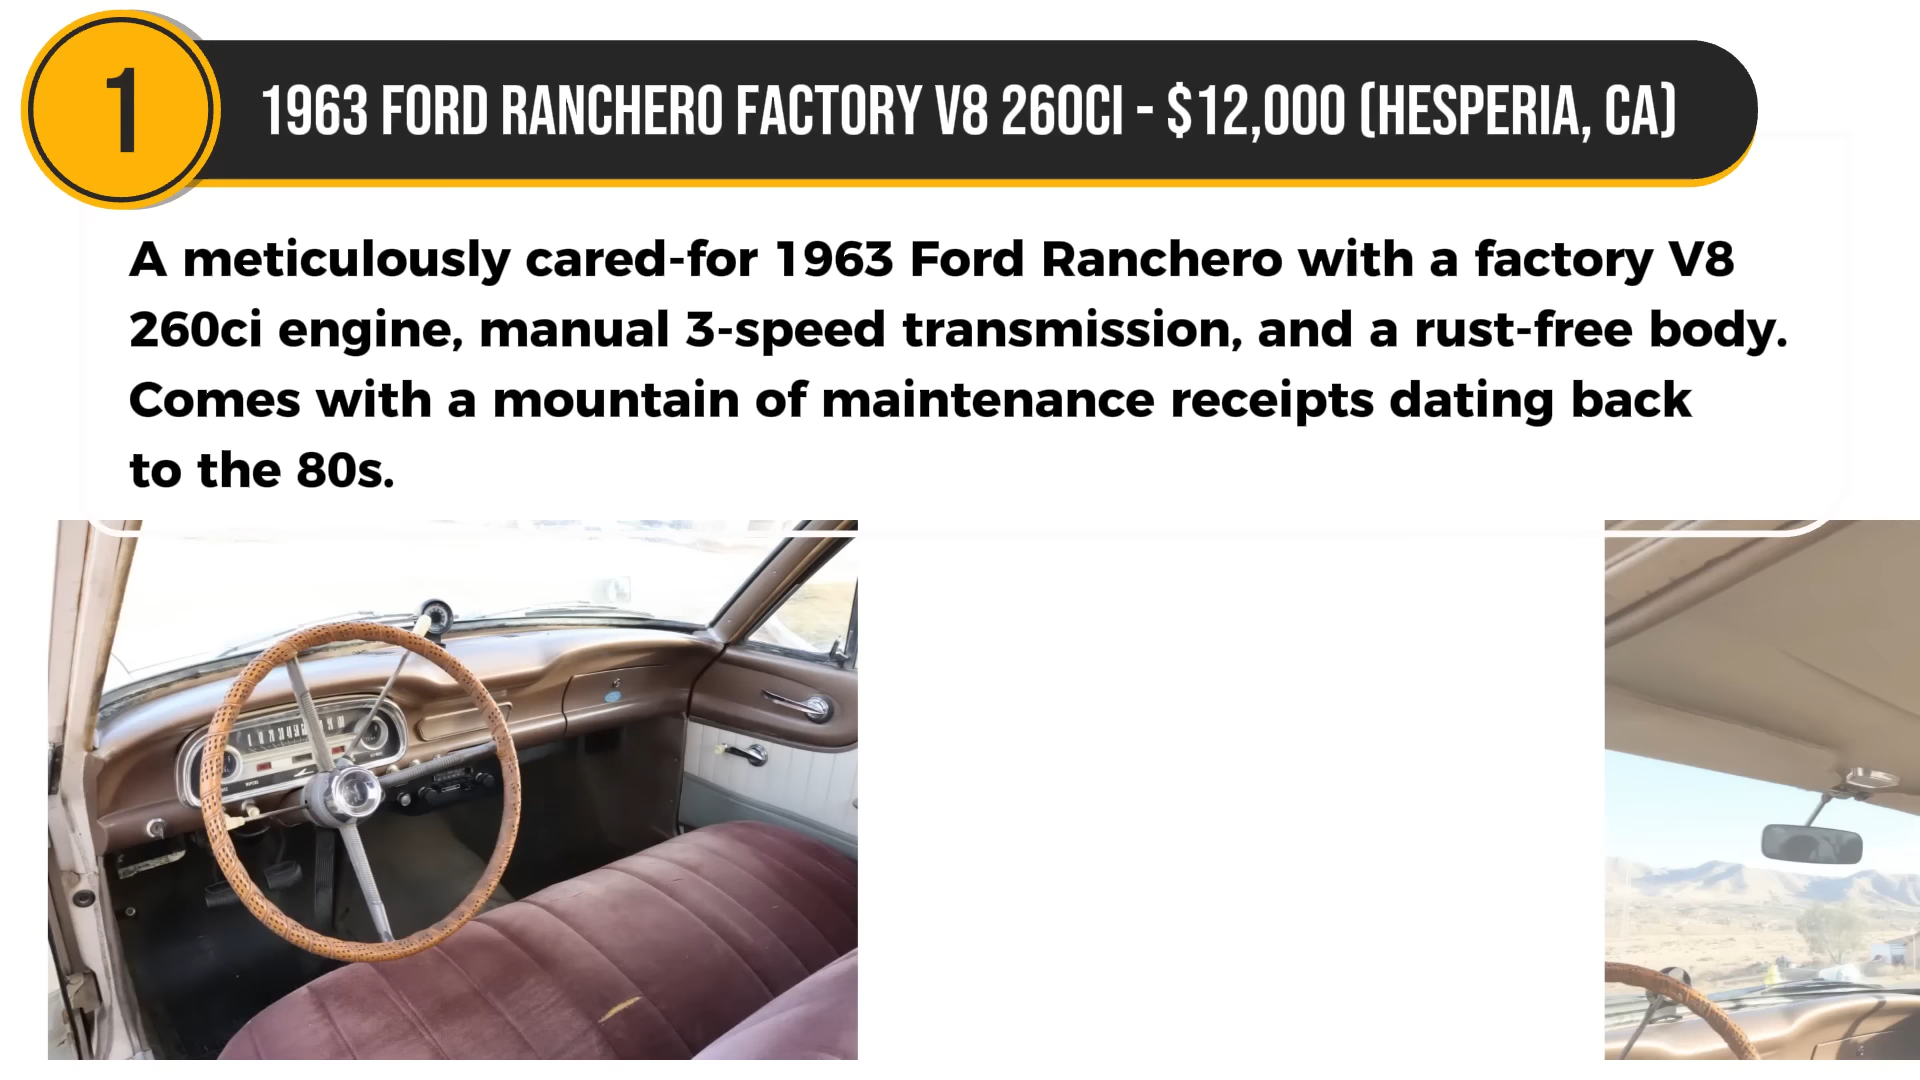 1
1963 FORD RANCHERO FACTORY V8 260CI - $12,000 (HESPERIA, CA)
A meticulously cared-for 1963 Ford Ranchero with a factory V8
260ci engine, manual 3-speed transmission, and a rust-free body.
Comes with a mountain of maintenance receipts dating back
to the 80s.